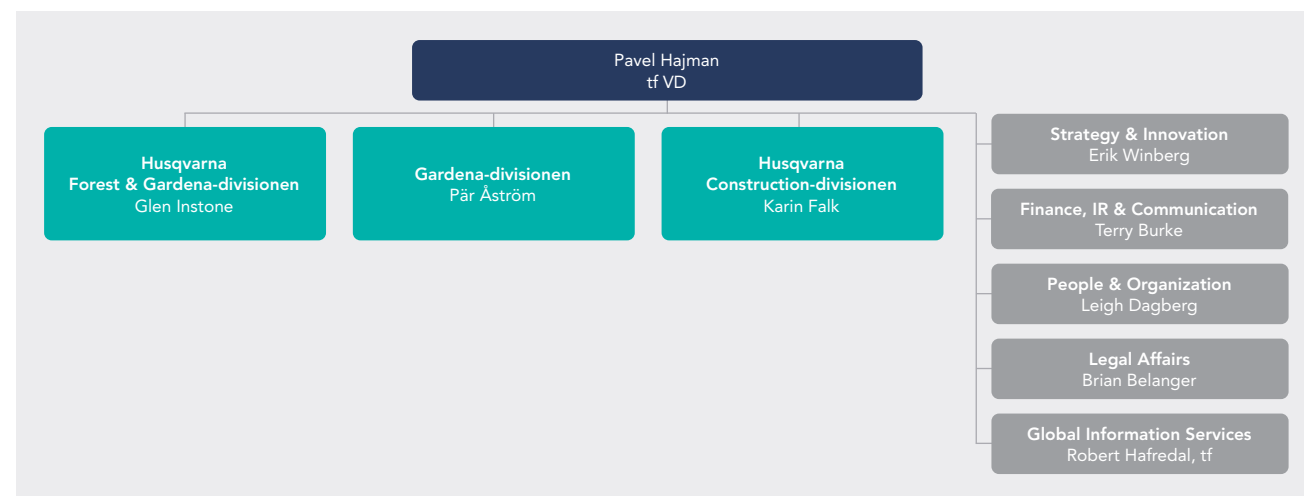 Pavel Hajman
tf VD
Husqvarna
Forest & Gardena-divisionen
Glen Instone
Gardena-divisionen
Pär Åström
Husqvarna
Construction-divisionen
Karin Falk
Strategy & Innovation
Erik Winberg
Finance, IR & Communication
Terry Burke
People & Organization
Leigh Dagberg
Legal Affairs
Brian Belanger
Global Information Services
Robert Hafredal, tf